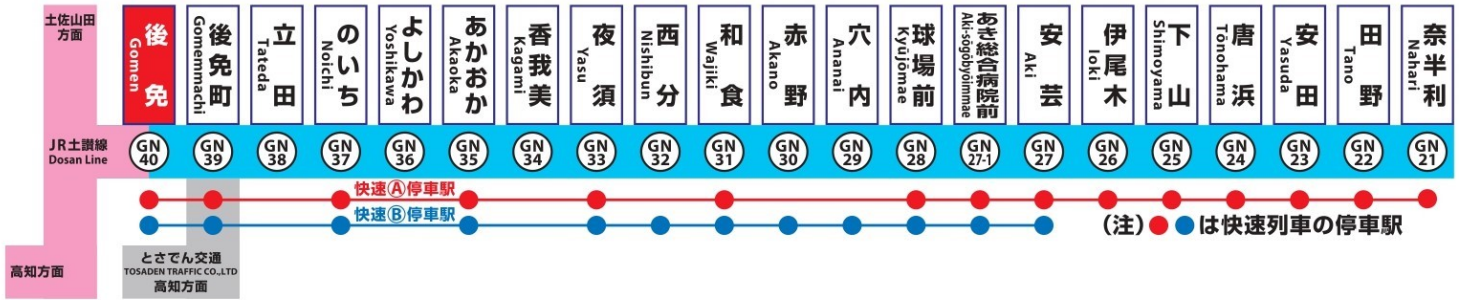 土佐山田
方面
後免
Gomen
後免町
Gomemmachi
立田
Tateda
のいち
Noichi
よしかわ
Yoshikawa
あかおか
Akaoka
香我美
Kagami
夜須
Yasu
西分
Nishibun
和食
Wajiki
赤野
Akano
穴内
Ananai
球場前
Kyūjōmae
あき総合病院前
Aki-sōgōbyōimmae
安芸
Aki
伊尾木
Ioki
下山
Shimoyama
唐浜
Tōnohama
安田
Yasuda
田野
Tano
奈半利
Nahari
JR土讃線
Dosan Line
GN
40
GN
39
GN
38
GN
37
GN
36
GN
35
GN
34
GN
33
GN
32
GN
31
GN
30
GN
29
GN
28
GN
27-1
GN
27
GN
26
GN
25
GN
24
GN
23
GN
22
GN
21
快速Ⓐ停車駅
快速Ⓑ停車駅
(注)●●は快速列車の停車駅
高知方面
とさでん交通
TOSADEN TRAFFIC CO.,LTD
高知方面